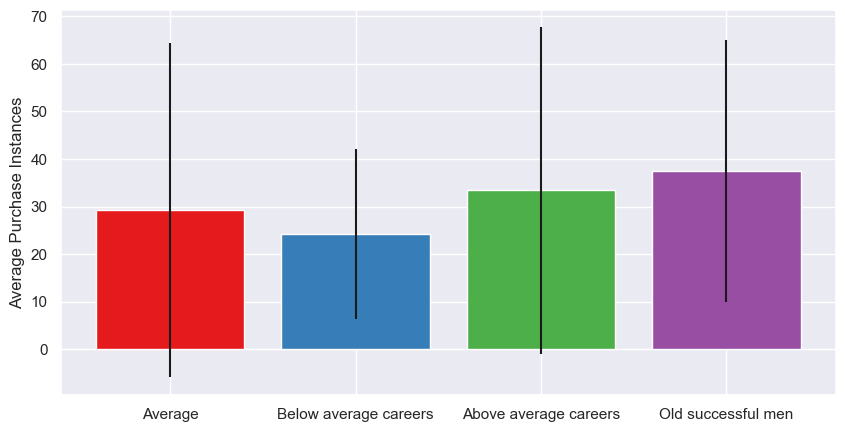 Average Purchase Instances
70
60
50
40
30
20
10
0
Average
Below average careers
Above average careers
Old successful men